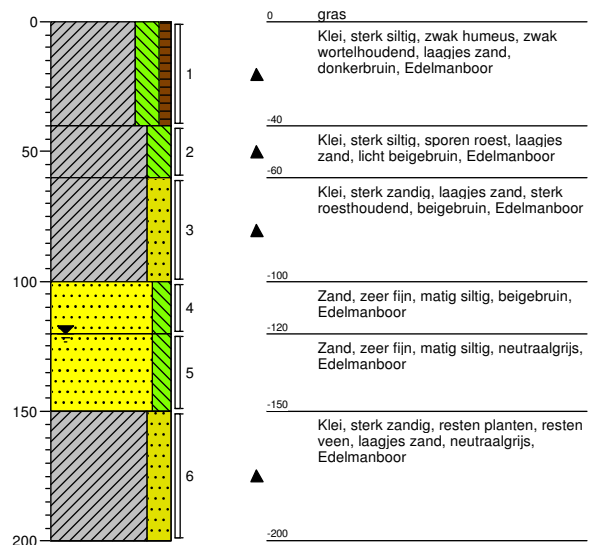 0
gras
0
Klei, sterk siltig, zwak humeus, zwak
wortelhoudend, laagjes zand,
donkerbruin, Edelmanboor
1
-40
Klei, sterk siltig, sporen roest, laagjes
zand, licht beigebruin, Edelmanboor
2
50
-60
Klei, sterk zandig, laagjes zand, sterk
roesthoudend, beigebruin, Edelmanboor
3
-100
100
Zand, zeer fijn, matig siltig, beigebruin,
Edelmanboor
4
-120
Zand, zeer fijn, matig siltig, neutraalgrijs,
Edelmanboor
5
-150
150
Klei, sterk zandig, resten planten, resten
veen, laagjes zand, neutraalgrijs,
Edelmanboor
6
-200
200